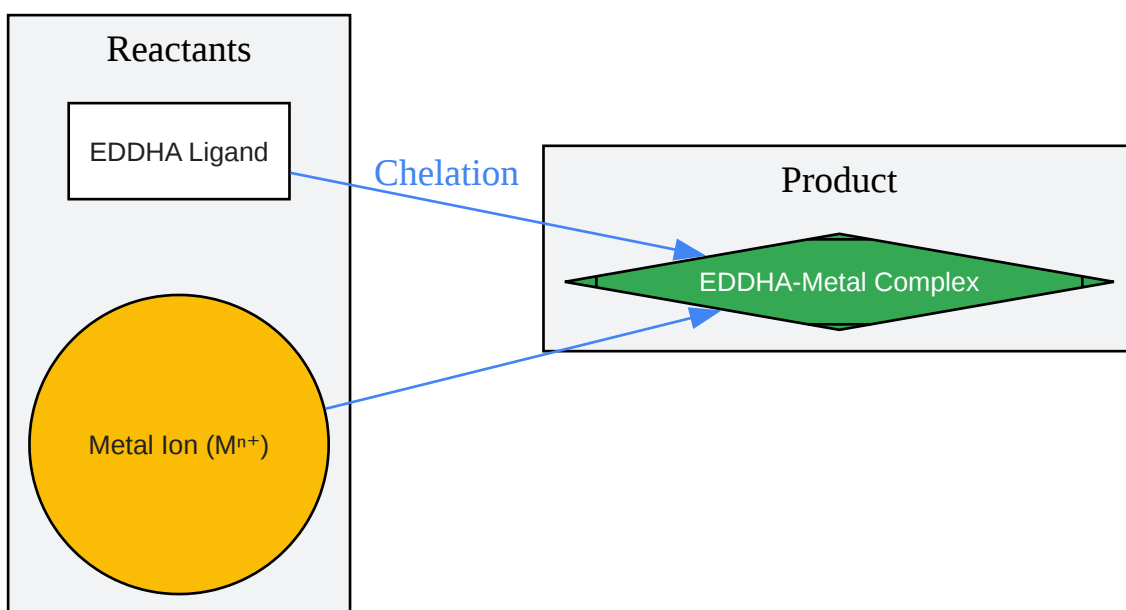 Reactants
EDDHA Ligand
Chelation
Product
EDDHA-Metal Complex
Metal Ion (Mⁿ⁺)